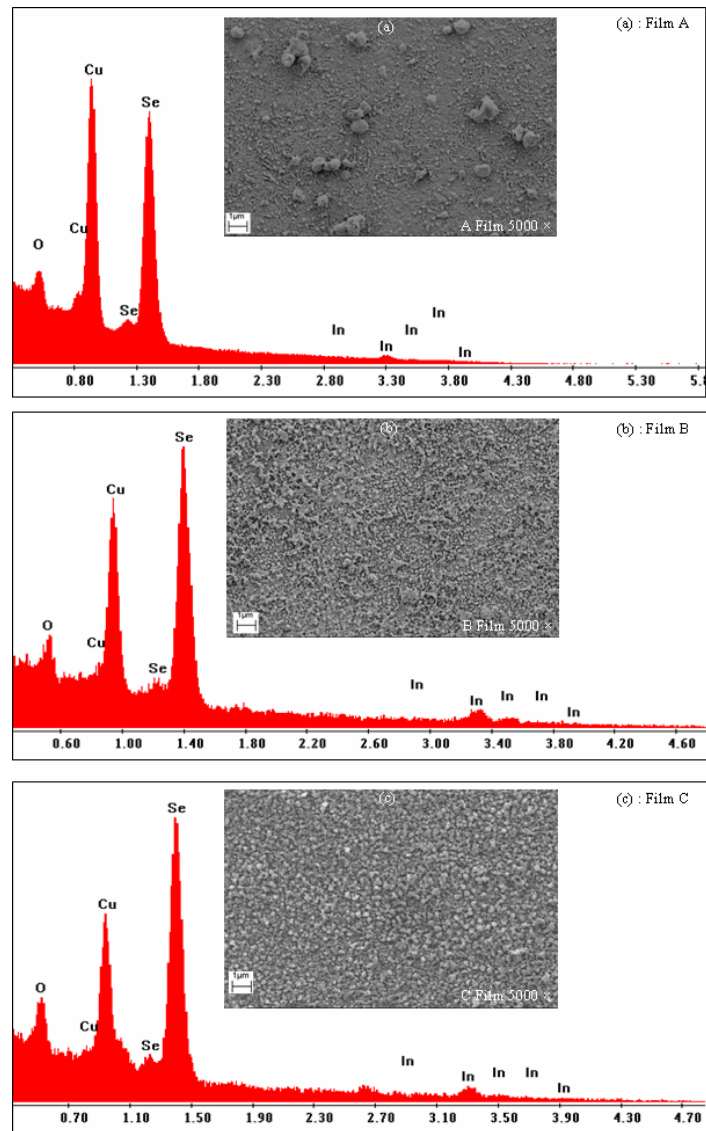 (a) (a) : Film A
Cu
Se
Cu
O
Se
1μm
A Film 5000 ×
In
In In
In In
0.80 1.30 1.80 2.30 2.80 3.30 3.80 4.30 4.80 5.30 5.8
(b) (b) : Film B
Se
Cu
O
Cu
Se
1μm
B Film 5000 ×
In
In In In
In
0.60 1.00 1.40 2.20 2.20 2.60 3.00 3.40 3.80 4.20 4.60
(c) (c) : Film C
Se
Cu
O
Cu
Se
1μm
C Film 5000 ×
In
In In In
In
0.70 1.10 1.50 1.90 2.30 2.70 3.10 3.50 3.90 4.30 4.70